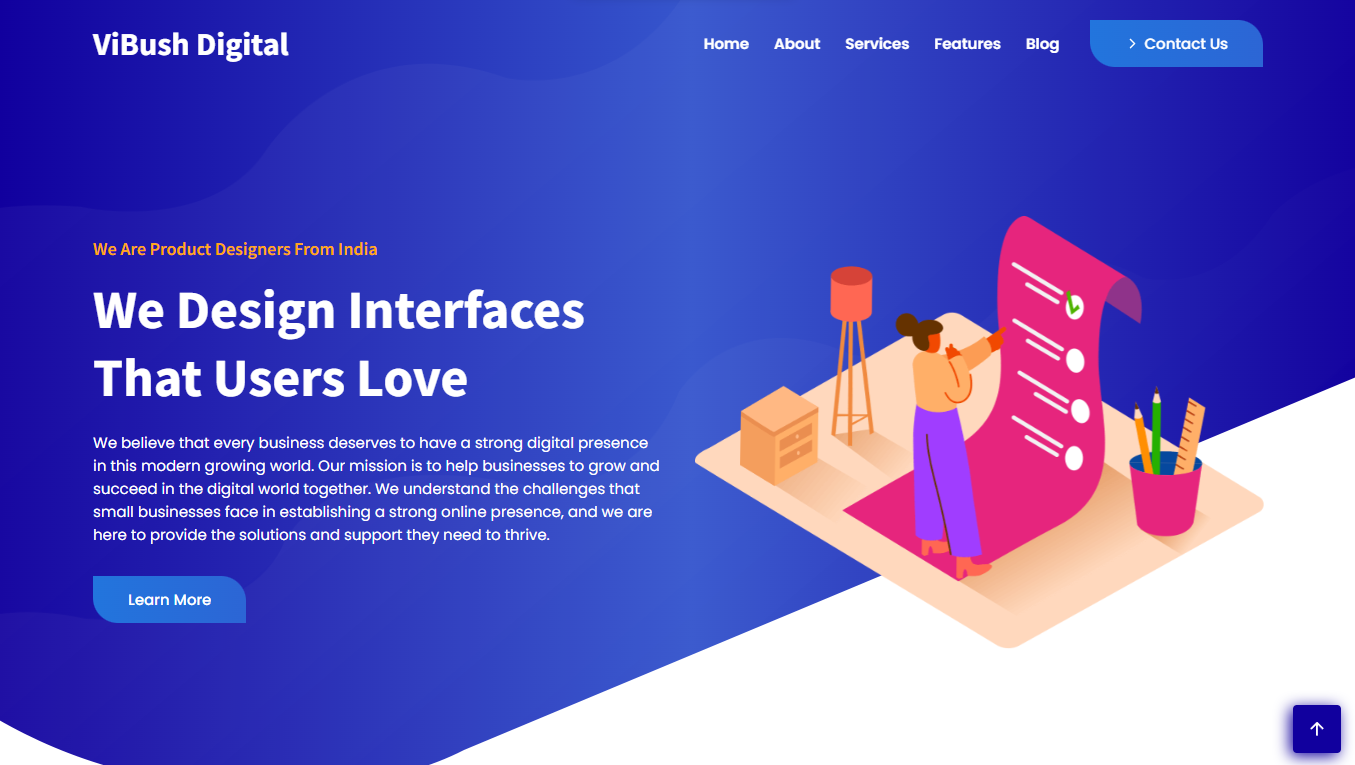 ViBush Digital
Home About Services Features Blog Contact Us
We Are Product Designers From India
We Design Interfaces
That Users Love
We believe that every business deserves to have a strong digital presence
in this modern growing world. Our mission is to help businesses to grow and
succeed in the digital world together. We understand the challenges that
small businesses face in establishing a strong online presence, and we are
here to provide the solutions and support they need to thrive.
Learn More